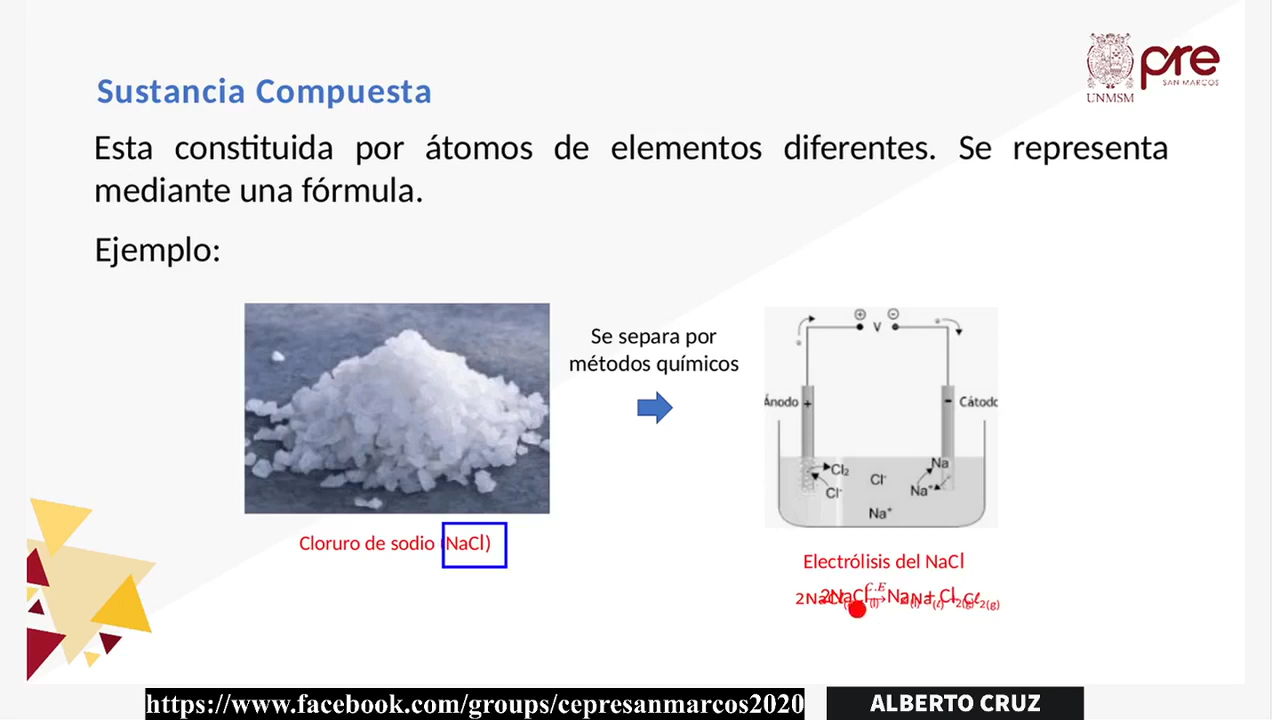 UNMSM
pre
SAN MARCOS
Sustancia Compuesta
Esta constituida por átomos de elementos diferentes. Se representa
mediante una fórmula.
Ejemplo:
Se separa por
métodos químicos
V
Ánodo +
- Cátodo
Cl₂
Cl⁻
Cl⁻
Na
Na⁺
Na⁺
Cloruro de sodio (NaCl)
Electrólisis del NaCl
https://www.facebook.com/groups/cepresanmarcos2020
ALBERTO CRUZ